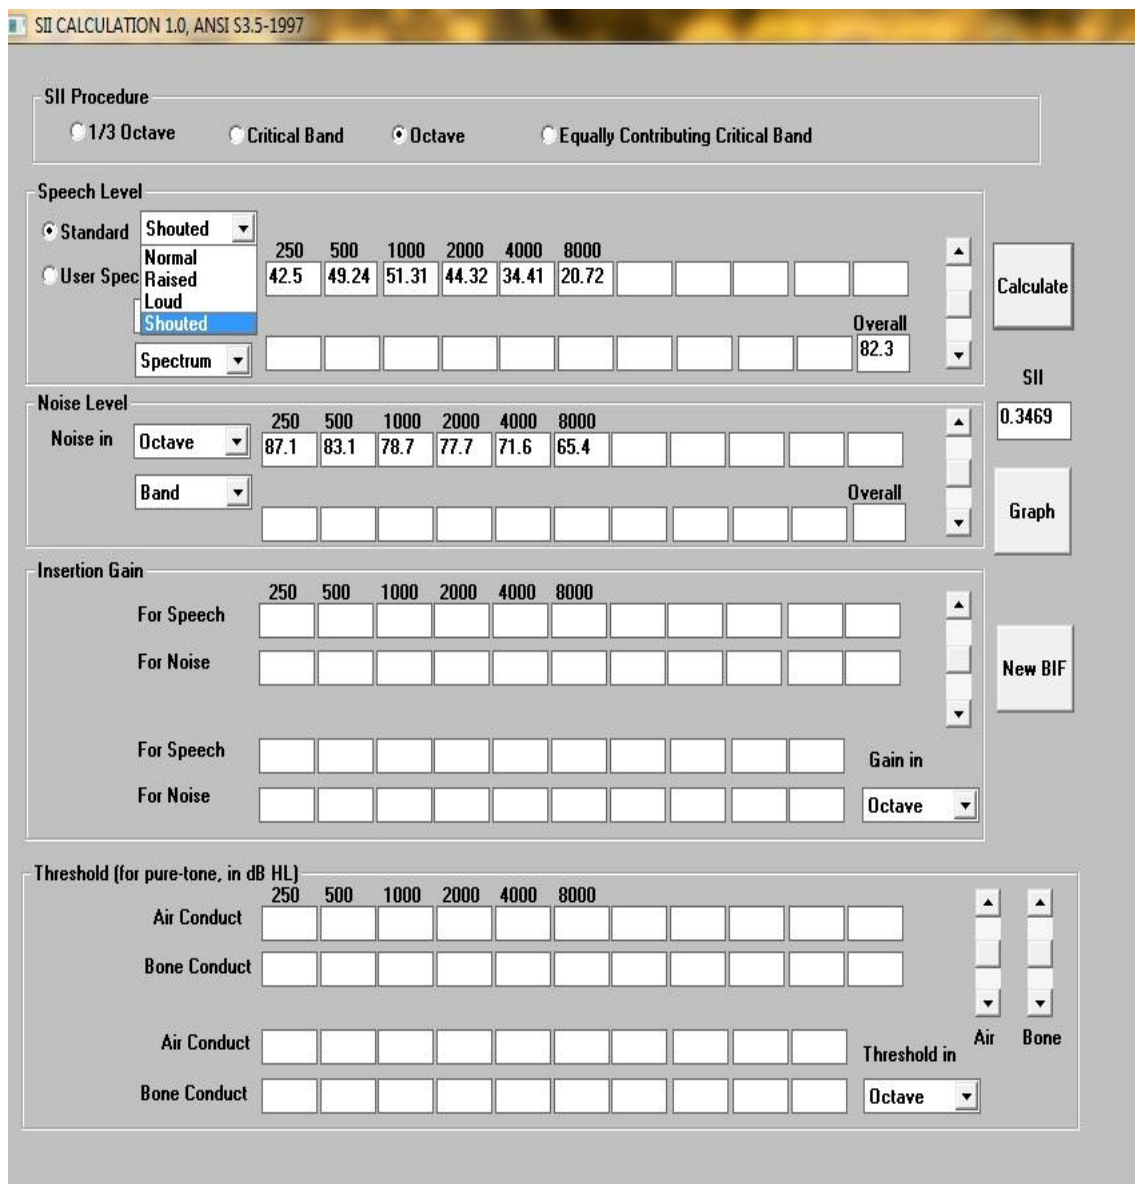 SII CALCULATION 1.0, ANSI S3.5-1997
SII Procedure
1/3 Octave Critical Band Octave Equally Contributing Critical Band
Speech Level
Standard Shouted
Normal
Raised
Loud
Shouted
User Spec
250 500 1000 2000 4000 8000
42.5 49.24 51.31 44.32 34.41 20.72
Overall
Spectrum 82.3
Calculate
SII
0.3469
Noise Level
250 500 1000 2000 4000 8000
Noise in Octave 87.1 83.1 78.7 77.7 71.6 65.4
Band Overall
Graph
Insertion Gain
250 500 1000 2000 4000 8000
For Speech
For Noise
New BIF
For Speech Gain in
For Noise Octave
Threshold (for pure-tone, in dB HL)
250 500 1000 2000 4000 8000
Air Conduct
Bone Conduct
Air Bone
Air Conduct Threshold in
Bone Conduct Octave